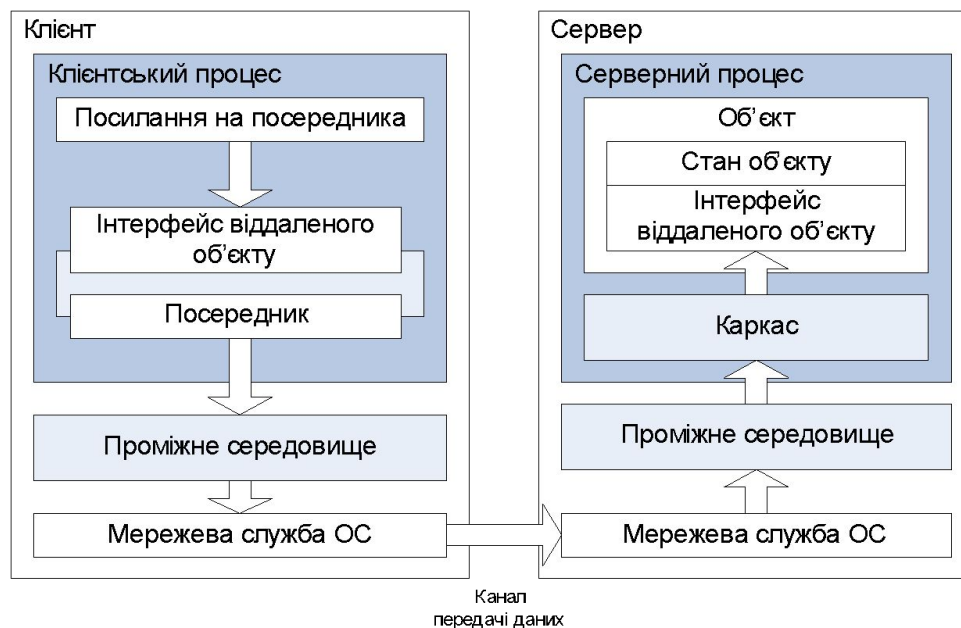 Клієнт
Клієнтський процес
Посилання на посередника
Інтерфейс віддаленого
об'єкту
Посередник
Проміжне середовище
Мережева служба ОС
Сервер
Серверний процес
Об'єкт
Стан об'єкту
Інтерфейс
віддаленого об'єкту
Каркас
Проміжне середовище
Мережева служба ОС
Канал
передачі даних